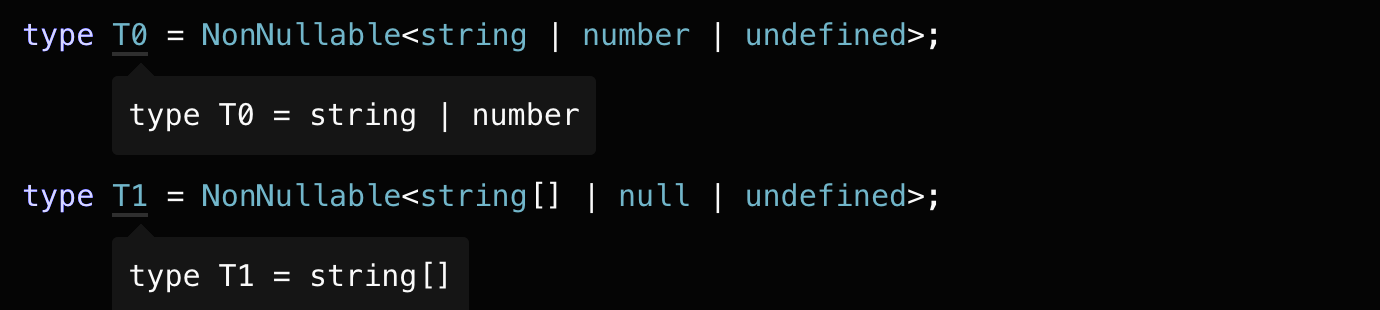 type T0 = NonNullable<string | number | undefined>;
type T0 = string | number
type T1 = NonNullable<string[] | null | undefined>;
type T1 = string[]